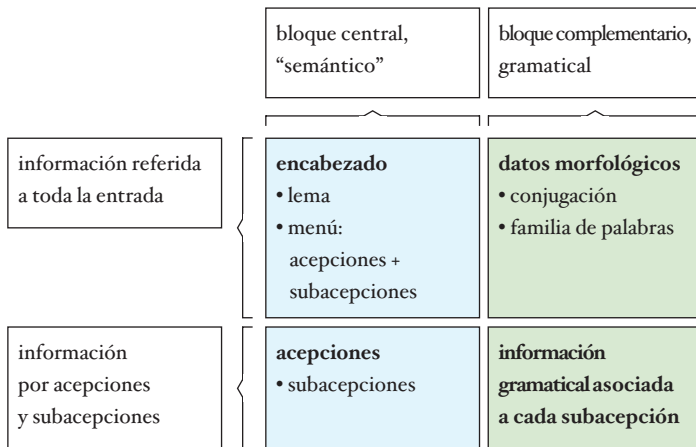 bloque central,
“semántico”
bloque complementario,
gramatical
información referida
a toda la entrada
encabezado
• lema
• menú:
acepciones +
subacepciones
datos morfológicos
• conjugación
• familia de palabras
información
por acepciones
y subacepciones
acepciones
• subacepciones
información
gramatical asociada
a cada subacepción